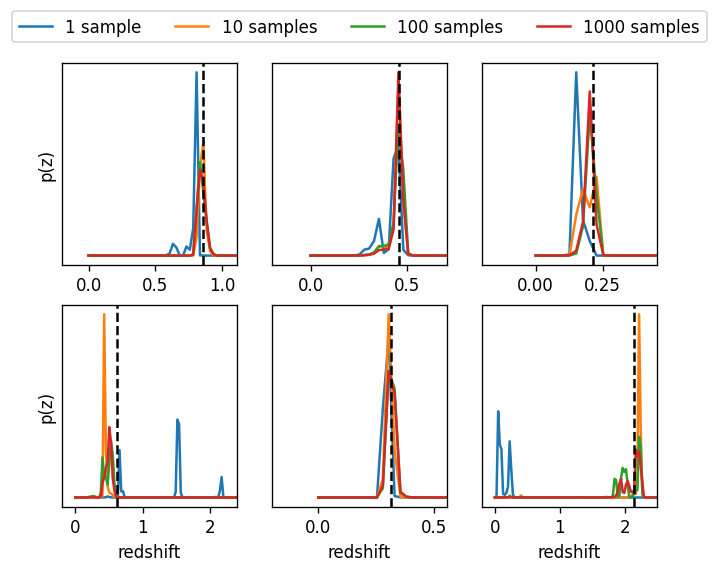 1 sample 10 samples 100 samples 1000 samples
p(z)
0.0 0.5 1.0 0.0 0.5 0.00 0.25
p(z)
0 1 2 0.0 0.5 0 1 2
redshift redshift redshift